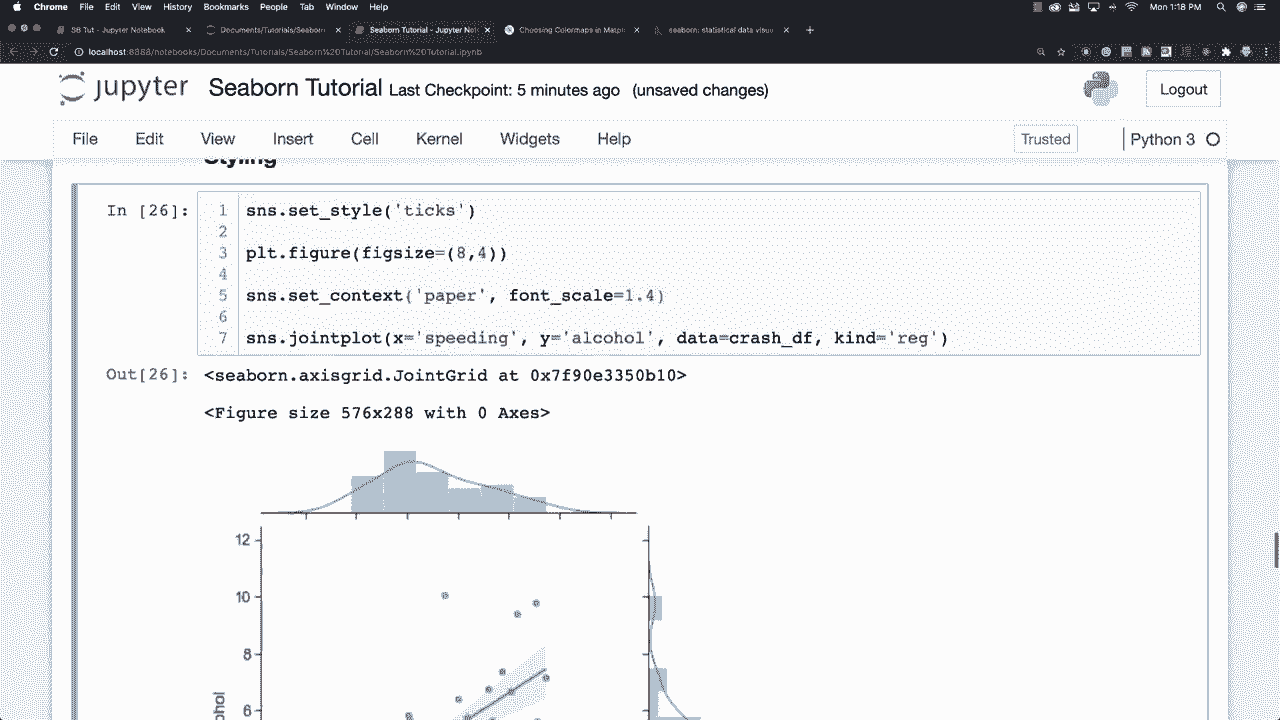 Chrome File Edit View History Bookmarks People Tab Window Help
Mon 1:18 PM
SB Tut - Jupyter Notebook
Documents/Tutorials/Seaborn
Seaborn Tutorial - Jupyter Not
Choosing Colormaps in Matpl
seaborn: statistical data visua
localhost:8888/notebooks/Documents/Tutorials/Seaborn%20Tutorial/Seaborn%20Tutorial.ipynb
jupyter Seaborn Tutorial Last Checkpoint: 5 minutes ago (unsaved changes)
Logout
File Edit View Insert Cell Kernel Widgets Help
Trusted
Python 3
Styling
In [26]:
1 sns.set_style('ticks')
2
3 plt.figure(figsize=(8,4))
4
5 sns.set_context('paper', font_scale=1.4)
6
7 sns.jointplot(x='speeding', y='alcohol', data=crash_df, kind='reg')
Out[26]: <seaborn.axisgrid.JointGrid at 0x7f90e3350b10>
<Figure size 576x288 with 0 Axes>
12
10
8
6